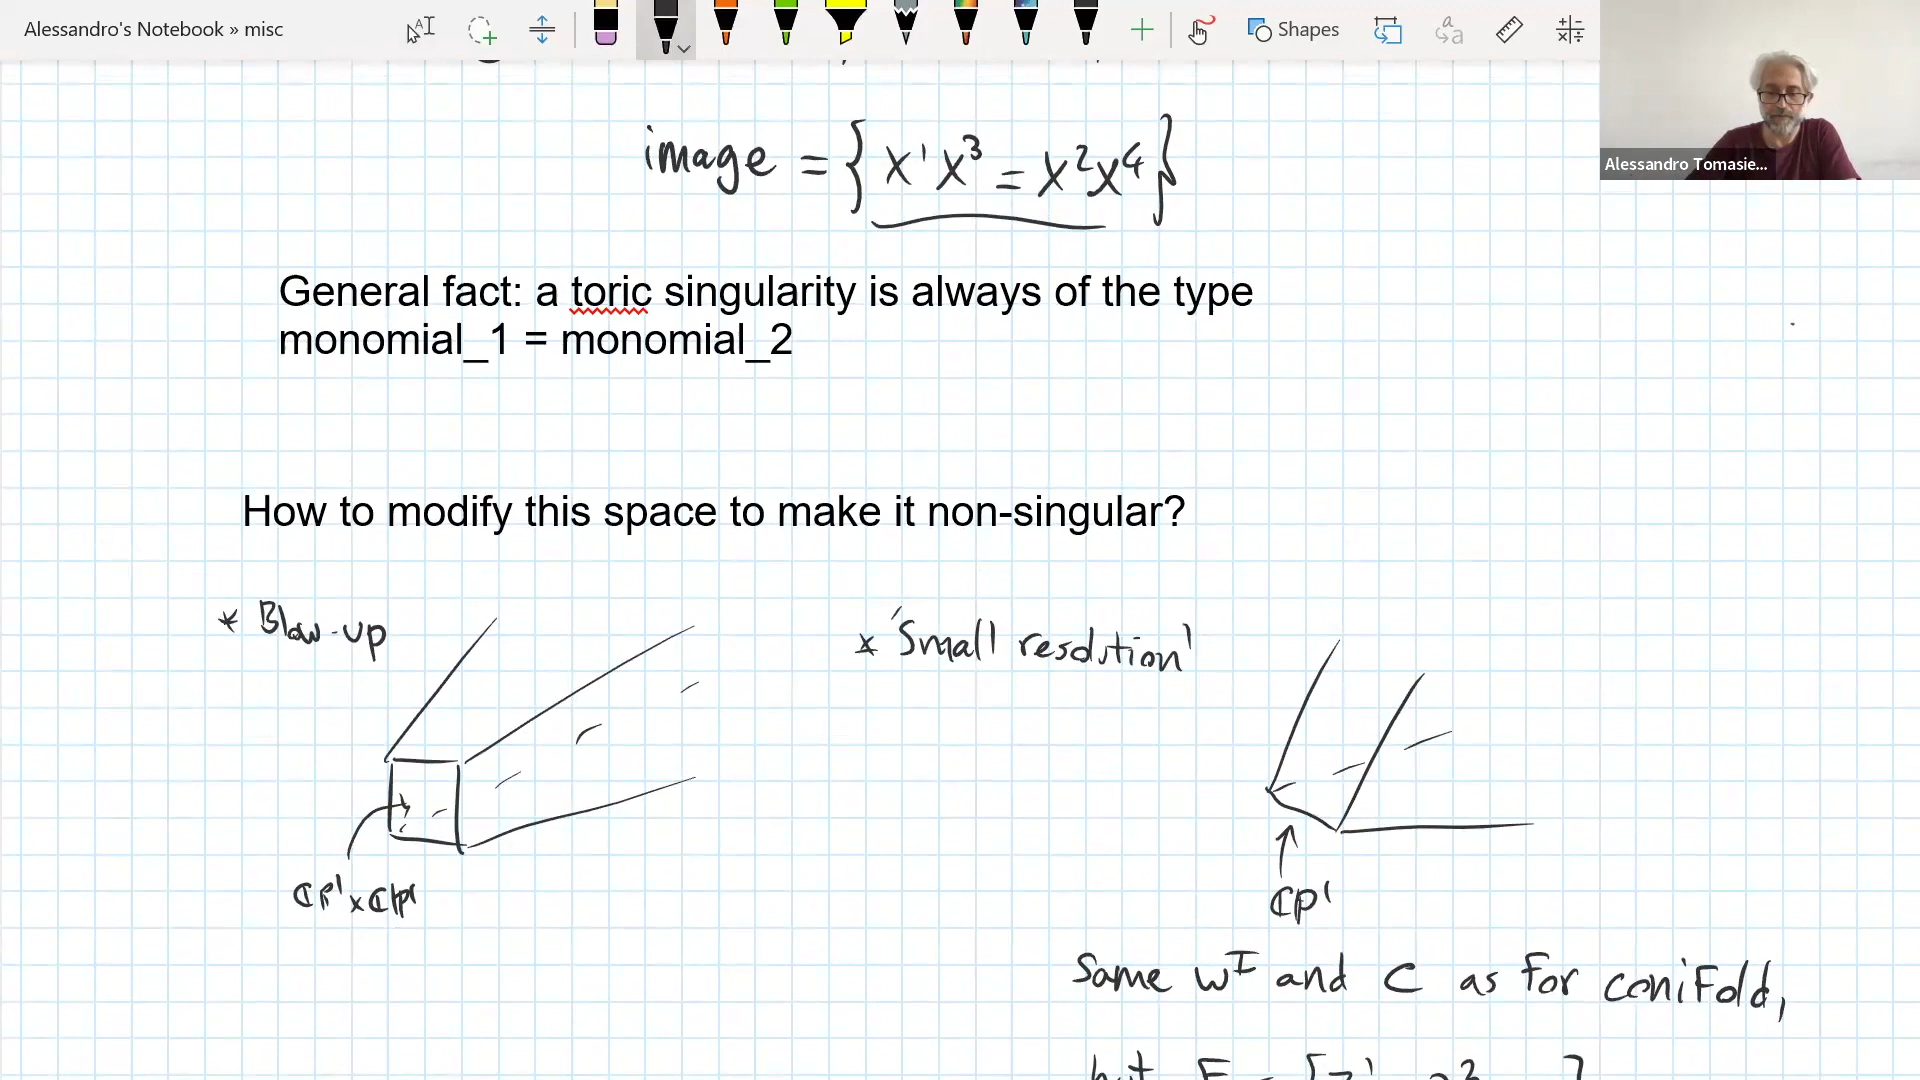 Alessandro's Notebook » misc
Shapes
Alessandro Tomasie...
image = { x¹x³ = x²x⁴ }
General fact: a toric singularity is always of the type
monomial_1 = monomial_2
How to modify this space to make it non-singular?
* Blow-up
* 'Small resolution'
ℂP¹×ℂP¹
ℂP¹
Same wᴵ and C as for conifold,
but